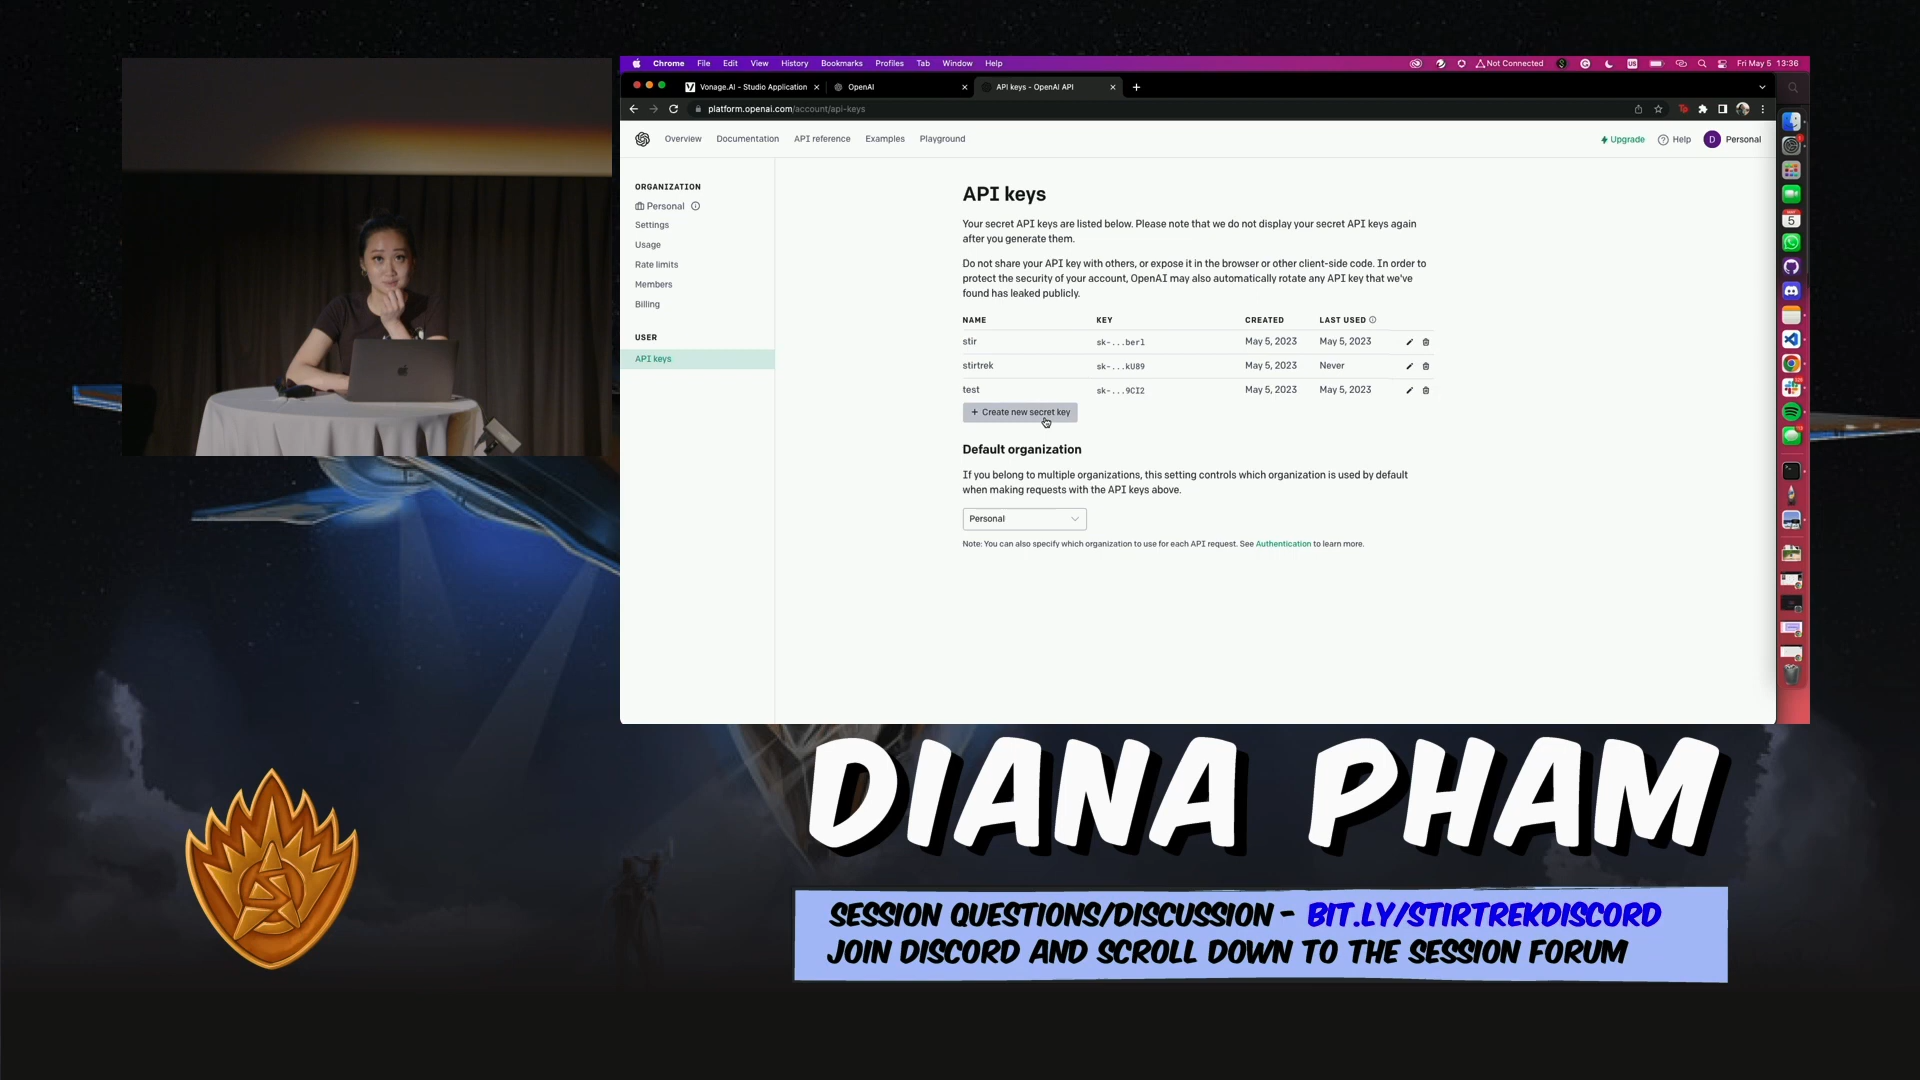 Chrome File Edit View History Bookmarks Profiles Tab Window Help
Not Connected
US
Fri May 5 13:36
Vonage.AI - Studio Application
OpenAI
API keys - OpenAI API
platform.openai.com/account/api-keys
Overview Documentation API reference Examples Playground
Upgrade
Help
D Personal
ORGANIZATION
Personal
Settings
Usage
Rate limits
Members
Billing
USER
API keys
API keys
Your secret API keys are listed below. Please note that we do not display your secret API keys again
after you generate them.
Do not share your API key with others, or expose it in the browser or other client-side code. In order to
protect the security of your account, OpenAI may also automatically rotate any API key that we've
found has leaked publicly.
NAME KEY CREATED LAST USED
stir sk-...berl May 5, 2023 May 5, 2023
stirtrek sk-...kU89 May 5, 2023 Never
test sk-...9CI2 May 5, 2023 May 5, 2023
+ Create new secret key
Default organization
If you belong to multiple organizations, this setting controls which organization is used by default
when making requests with the API keys above.
Personal
Note: You can also specify which organization to use for each API request. See Authentication to learn more.
5
DIANA PHAM
SESSION QUESTIONS/DISCUSSION - BIT.LY/STIRTREKDISCORD
JOIN DISCORD AND SCROLL DOWN TO THE SESSION FORUM